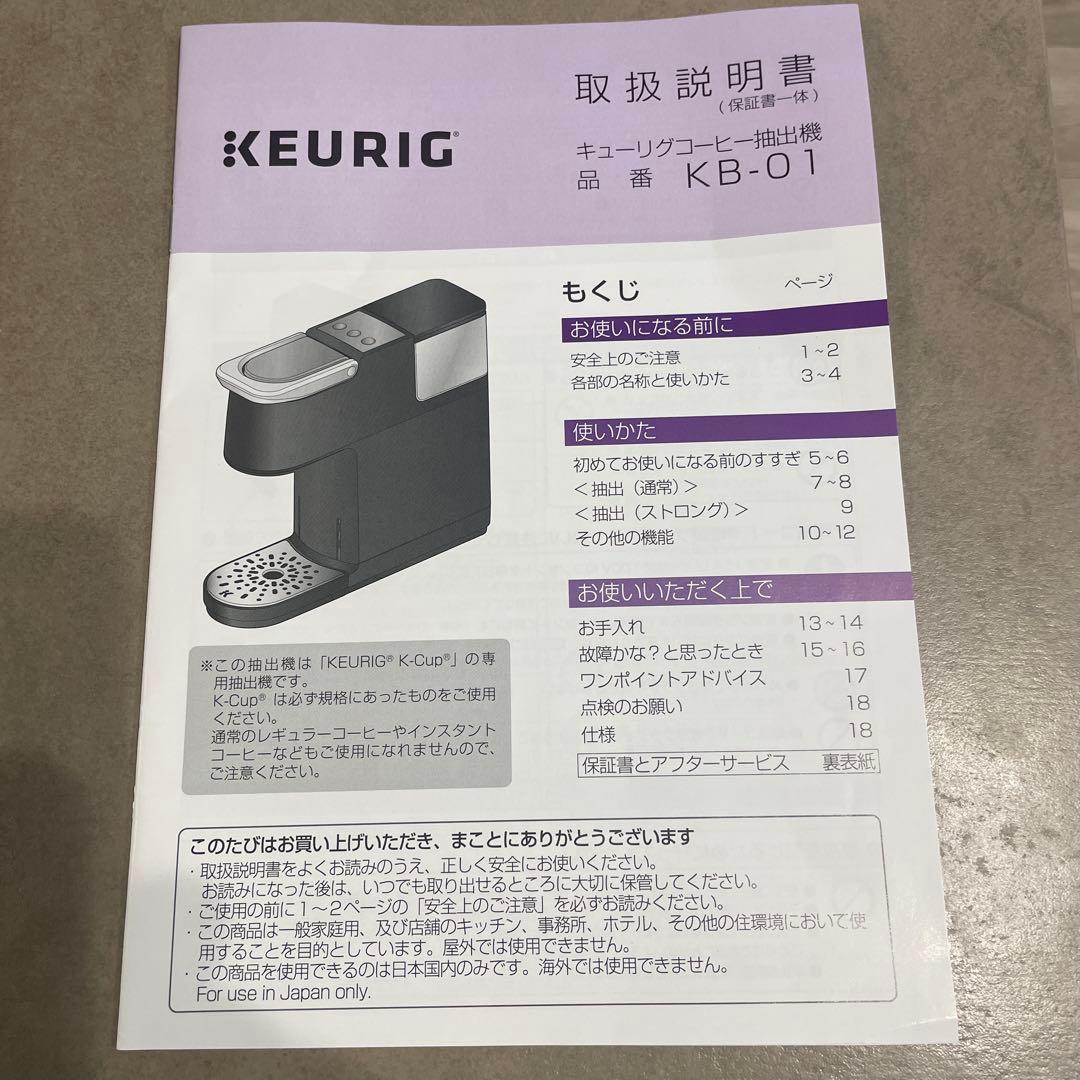 取扱説明書
(保証書一体)
KEURIG®
キューリグコーヒー抽出機
品 番 KB-01
もくじ ページ
お使いになる前に
安全上のご注意 1~2
各部の名称と使いかた 3~4
使いかた
初めてお使いになる前のすすぎ 5~6
<抽出(通常)> 7~8
<抽出(ストロング)> 9
その他の機能 10~12
お使いいただく上で
お手入れ 13~14
故障かな?と思ったとき 15~16
ワンポイントアドバイス 17
点検のお願い 18
仕様 18
保証書とアフターサービス 裏表紙
※この抽出機は「KEURIG® K-Cup®」の専
用抽出機です。
K-Cup® は必ず規格にあったものをご使用
ください。
通常のレギュラーコーヒーやインスタント
コーヒーなどもご使用になれませんので、
ご注意ください。
このたびはお買い上げいただき、まことにありがとうございます
・取扱説明書をよくお読みのうえ、正しく安全にお使いください。
お読みになった後は、いつでも取り出せるところに大切に保管してください。
・ご使用の前に1~2ページの「安全上のご注意」を必ずお読みください。
・この商品は一般家庭用、及び店舗のキッチン、事務所、ホテル、その他の住環境において使
用することを目的としています。屋外では使用できません。
・この商品を使用できるのは日本国内のみです。海外では使用できません。
For use in Japan only.